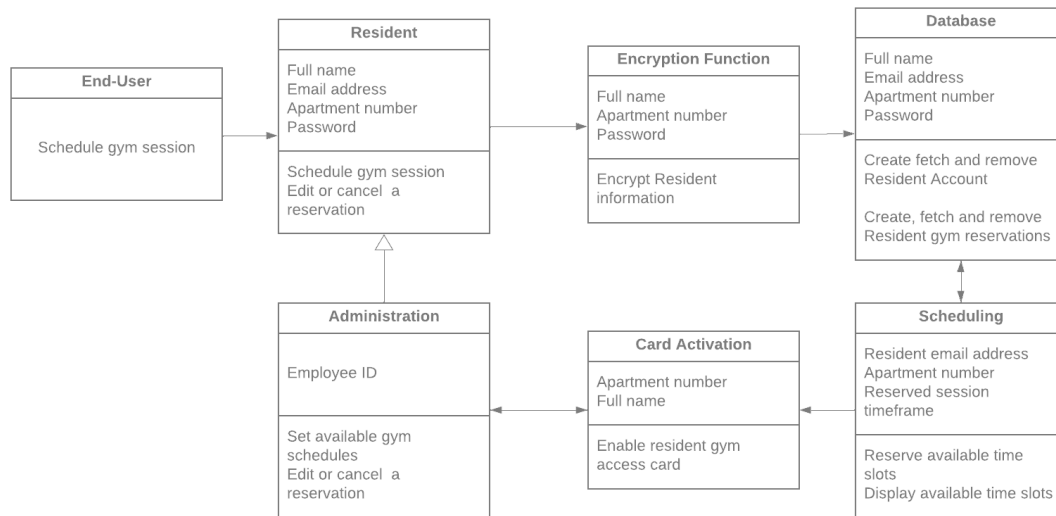 End-User
Schedule gym session
Resident
Full name
Email address
Apartment number
Password
Schedule gym session
Edit or cancel a
reservation
Encryption Function
Full name
Apartment number
Password
Encrypt Resident
information
Database
Full name
Email address
Apartment number
Password
Create fetch and remove
Resident Account
Create, fetch and remove
Resident gym reservations
Administration
Employee ID
Set available gym
schedules
Edit or cancel a
reservation
Card Activation
Apartment number
Full name
Enable resident gym
access card
Scheduling
Resident email address
Apartment number
Reserved session
timeframe
Reserve available time
slots
Display available time slots